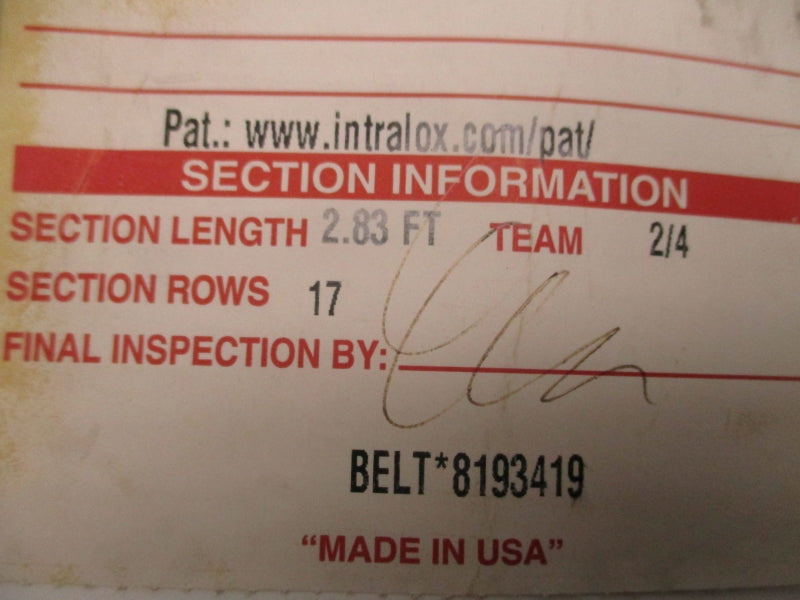 Pat.: www.intralox.com/pat/
SECTION INFORMATION
SECTION LENGTH 2.83 FT TEAM 2/4
SECTION ROWS 17
FINAL INSPECTION BY:
BELT*8193419
"MADE IN USA"